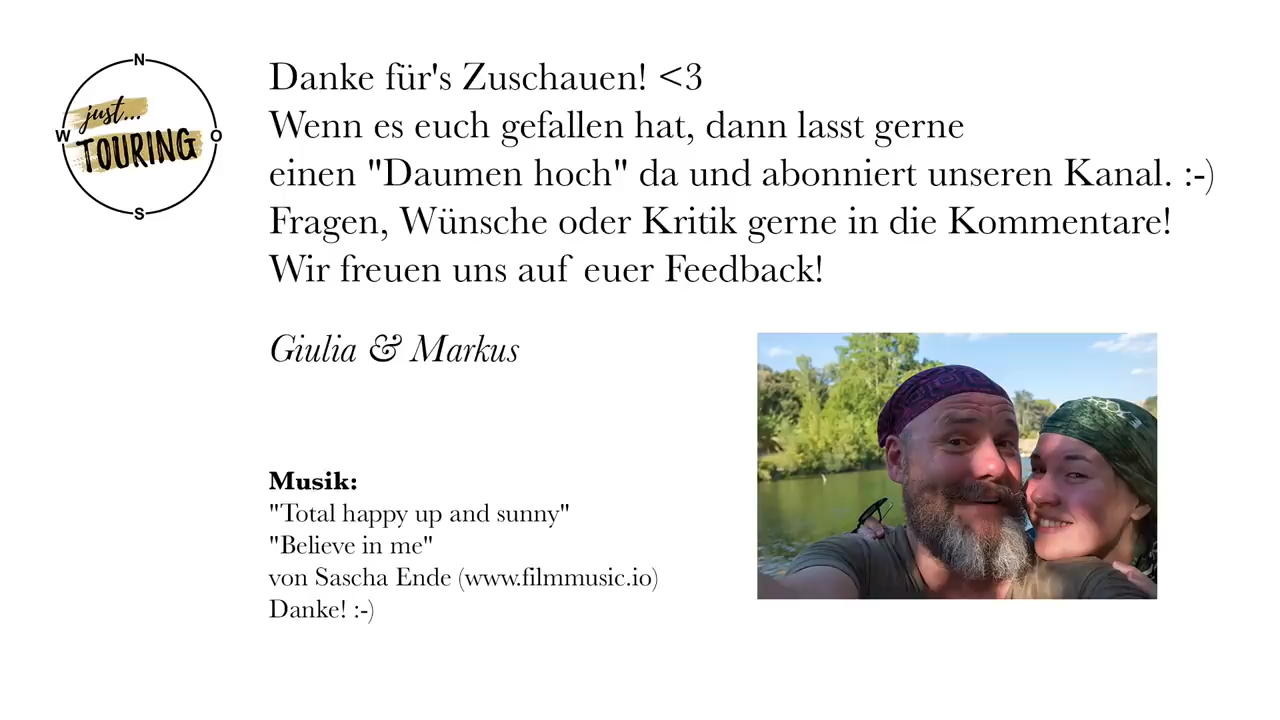 N
just...
W
O
TOURING
S
Danke für's Zuschauen! <3
Wenn es euch gefallen hat, dann lasst gerne
einen "Daumen hoch" da und abonniert unseren Kanal. :-)
Fragen, Wünsche oder Kritik gerne in die Kommentare!
Wir freuen uns auf euer Feedback!
Giulia & Markus
Musik:
"Total happy up and sunny"
"Believe in me"
von Sascha Ende (www.filmmusic.io)
Danke! :-)